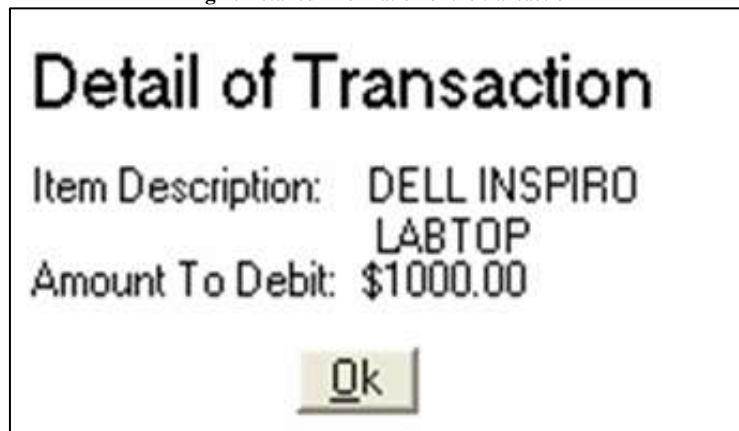 Detail of Transaction
Item Description: DELL INSPIRO
LABTOP
Amount To Debit: $1000.00
Ok